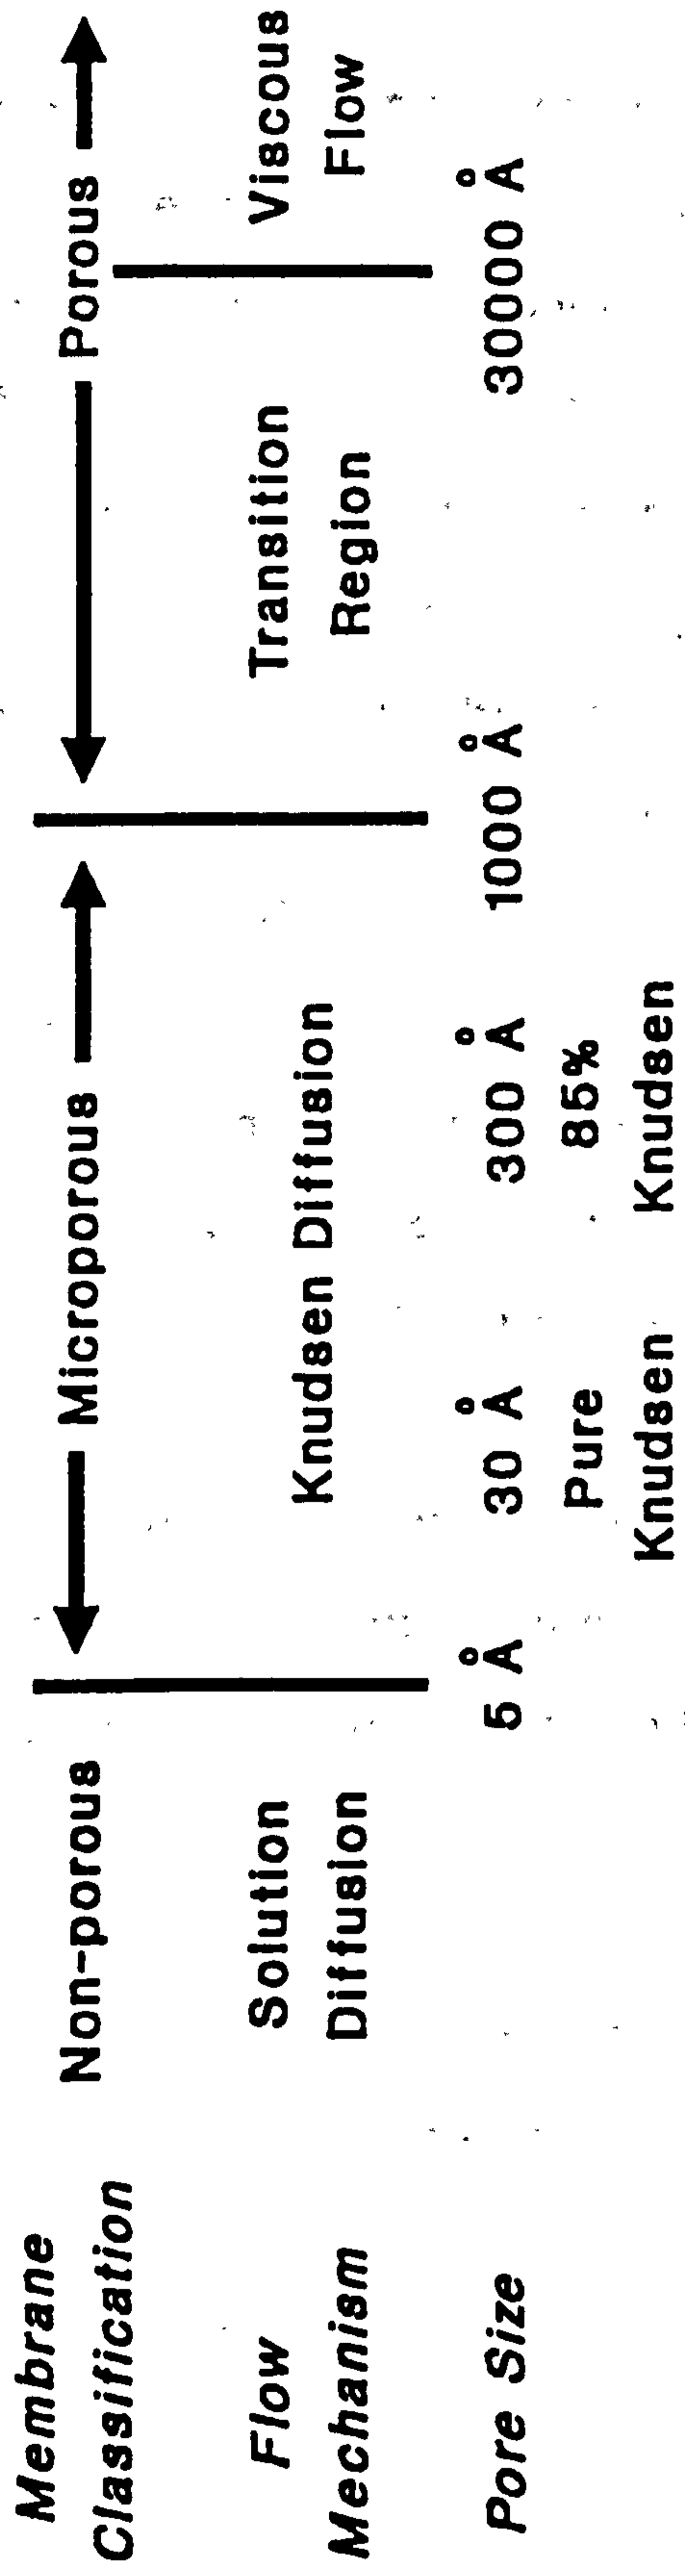 Membrane
Classification
Non-porous
Microporous
Porous
Flow
Mechanism
Solution
Diffusion
Knudsen Diffusion
Transition
Region
Viscous
Flow
Pore Size
5 Å
30 Å
Pure
Knudsen
300 Å
85%
Knudsen
1000 Å
30000 Å